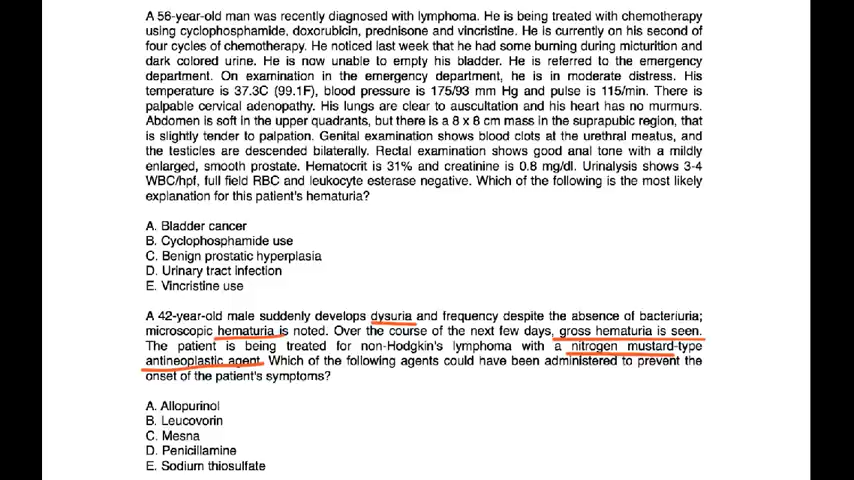 A 56-year-old man was recently diagnosed with lymphoma. He is being treated with chemotherapy
using cyclophosphamide, doxorubicin, prednisone and vincristine. He is currently on his second of
four cycles of chemotherapy. He noticed last week that he had some burning during micturition and
dark colored urine. He is now unable to empty his bladder. He is referred to the emergency
department. On examination in the emergency department, he is in moderate distress. His
temperature is 37.3C (99.1F), blood pressure is 175/93 mm Hg and pulse is 115/min. There is
palpable cervical adenopathy. His lungs are clear to auscultation and his heart has no murmurs.
Abdomen is soft in the upper quadrants, but there is a 8 x 8 cm mass in the suprapubic region, that
is slightly tender to palpation. Genital examination shows blood clots at the urethral meatus, and
the testicles are descended bilaterally. Rectal examination shows good anal tone with a mildly
enlarged, smooth prostate. Hematocrit is 31% and creatinine is 0.8 mg/dl. Urinalysis shows 3-4
WBC/hpf, full field RBC and leukocyte esterase negative. Which of the following is the most likely
explanation for this patient's hematuria?
A. Bladder cancer
B. Cyclophosphamide use
C. Benign prostatic hyperplasia
D. Urinary tract infection
E. Vincristine use
A 42-year-old male suddenly develops dysuria and frequency despite the absence of bacteriuria;
microscopic hematuria is noted. Over the course of the next few days, gross hematuria is seen.
The patient is being treated for non-Hodgkin's lymphoma with a nitrogen mustard-type
antineoplastic agent. Which of the following agents could have been administered to prevent the
onset of the patient's symptoms?
A. Allopurinol
B. Leucovorin
C. Mesna
D. Penicillamine
E. Sodium thiosulfate